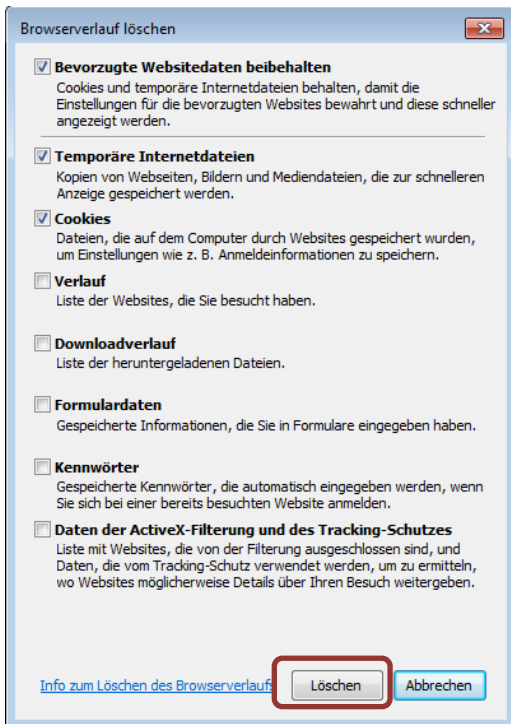 Browserverlauf löschen
Bevorzugte Websitedaten beibehalten
Cookies und temporäre Internetdateien behalten, damit die
Einstellungen für die bevorzugten Websites bewahrt und diese schneller
angezeigt werden.
Temporäre Internetdateien
Kopien von Webseiten, Bildern und Mediendateien, die zur schnelleren
Anzeige gespeichert werden.
Cookies
Dateien, die auf dem Computer durch Websites gespeichert wurden,
um Einstellungen wie z. B. Anmeldeinformationen zu speichern.
Verlauf
Liste der Websites, die Sie besucht haben.
Downloadverlauf
Liste der heruntergeladenen Dateien.
Formulardaten
Gespeicherte Informationen, die Sie in Formulare eingegeben haben.
Kennwörter
Gespeicherte Kennwörter, die automatisch eingegeben werden, wenn
Sie sich bei einer bereits besuchten Website anmelden.
Daten der ActiveX-Filterung und des Tracking-Schutzes
Liste mit Websites, die von der Filterung ausgeschlossen sind, und
Daten, die vom Tracking-Schutz verwendet werden, um zu ermitteln,
wo Websites möglicherweise Details über Ihren Besuch weitergeben.
Info zum Löschen des Browserverlaufs Löschen Abbrechen